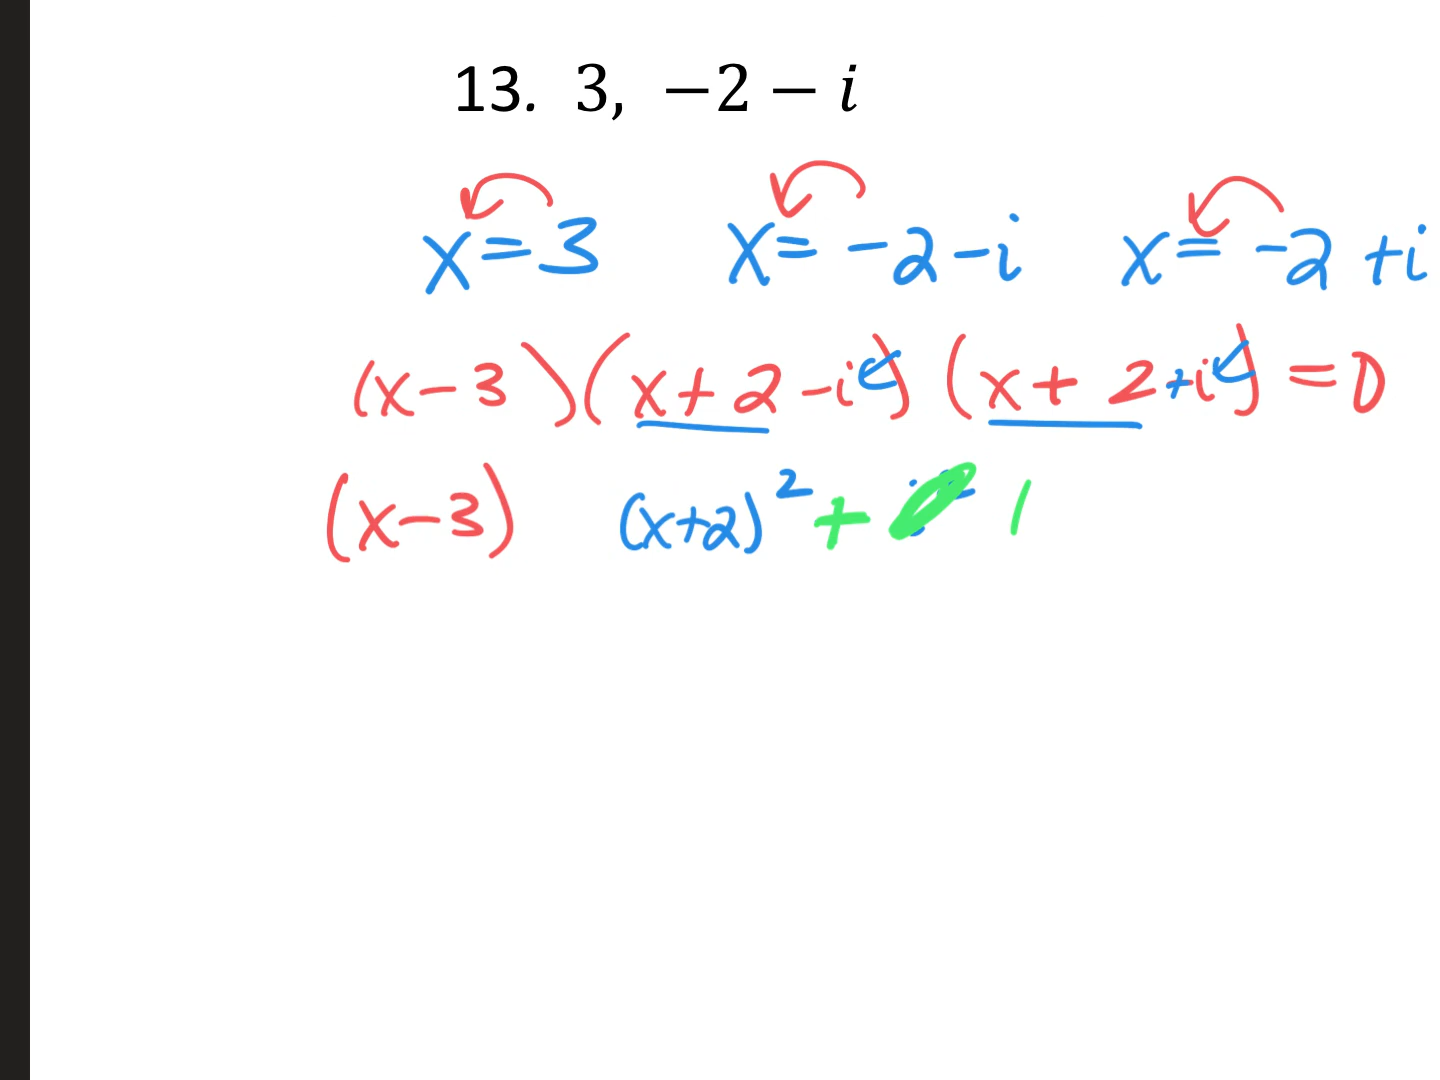 13. 3, −2 − i
x=3 x= -2-i x= -2+i
(x-3)(x+2-i)(x+2+i)=0
(x-3) (x+2)² + 1